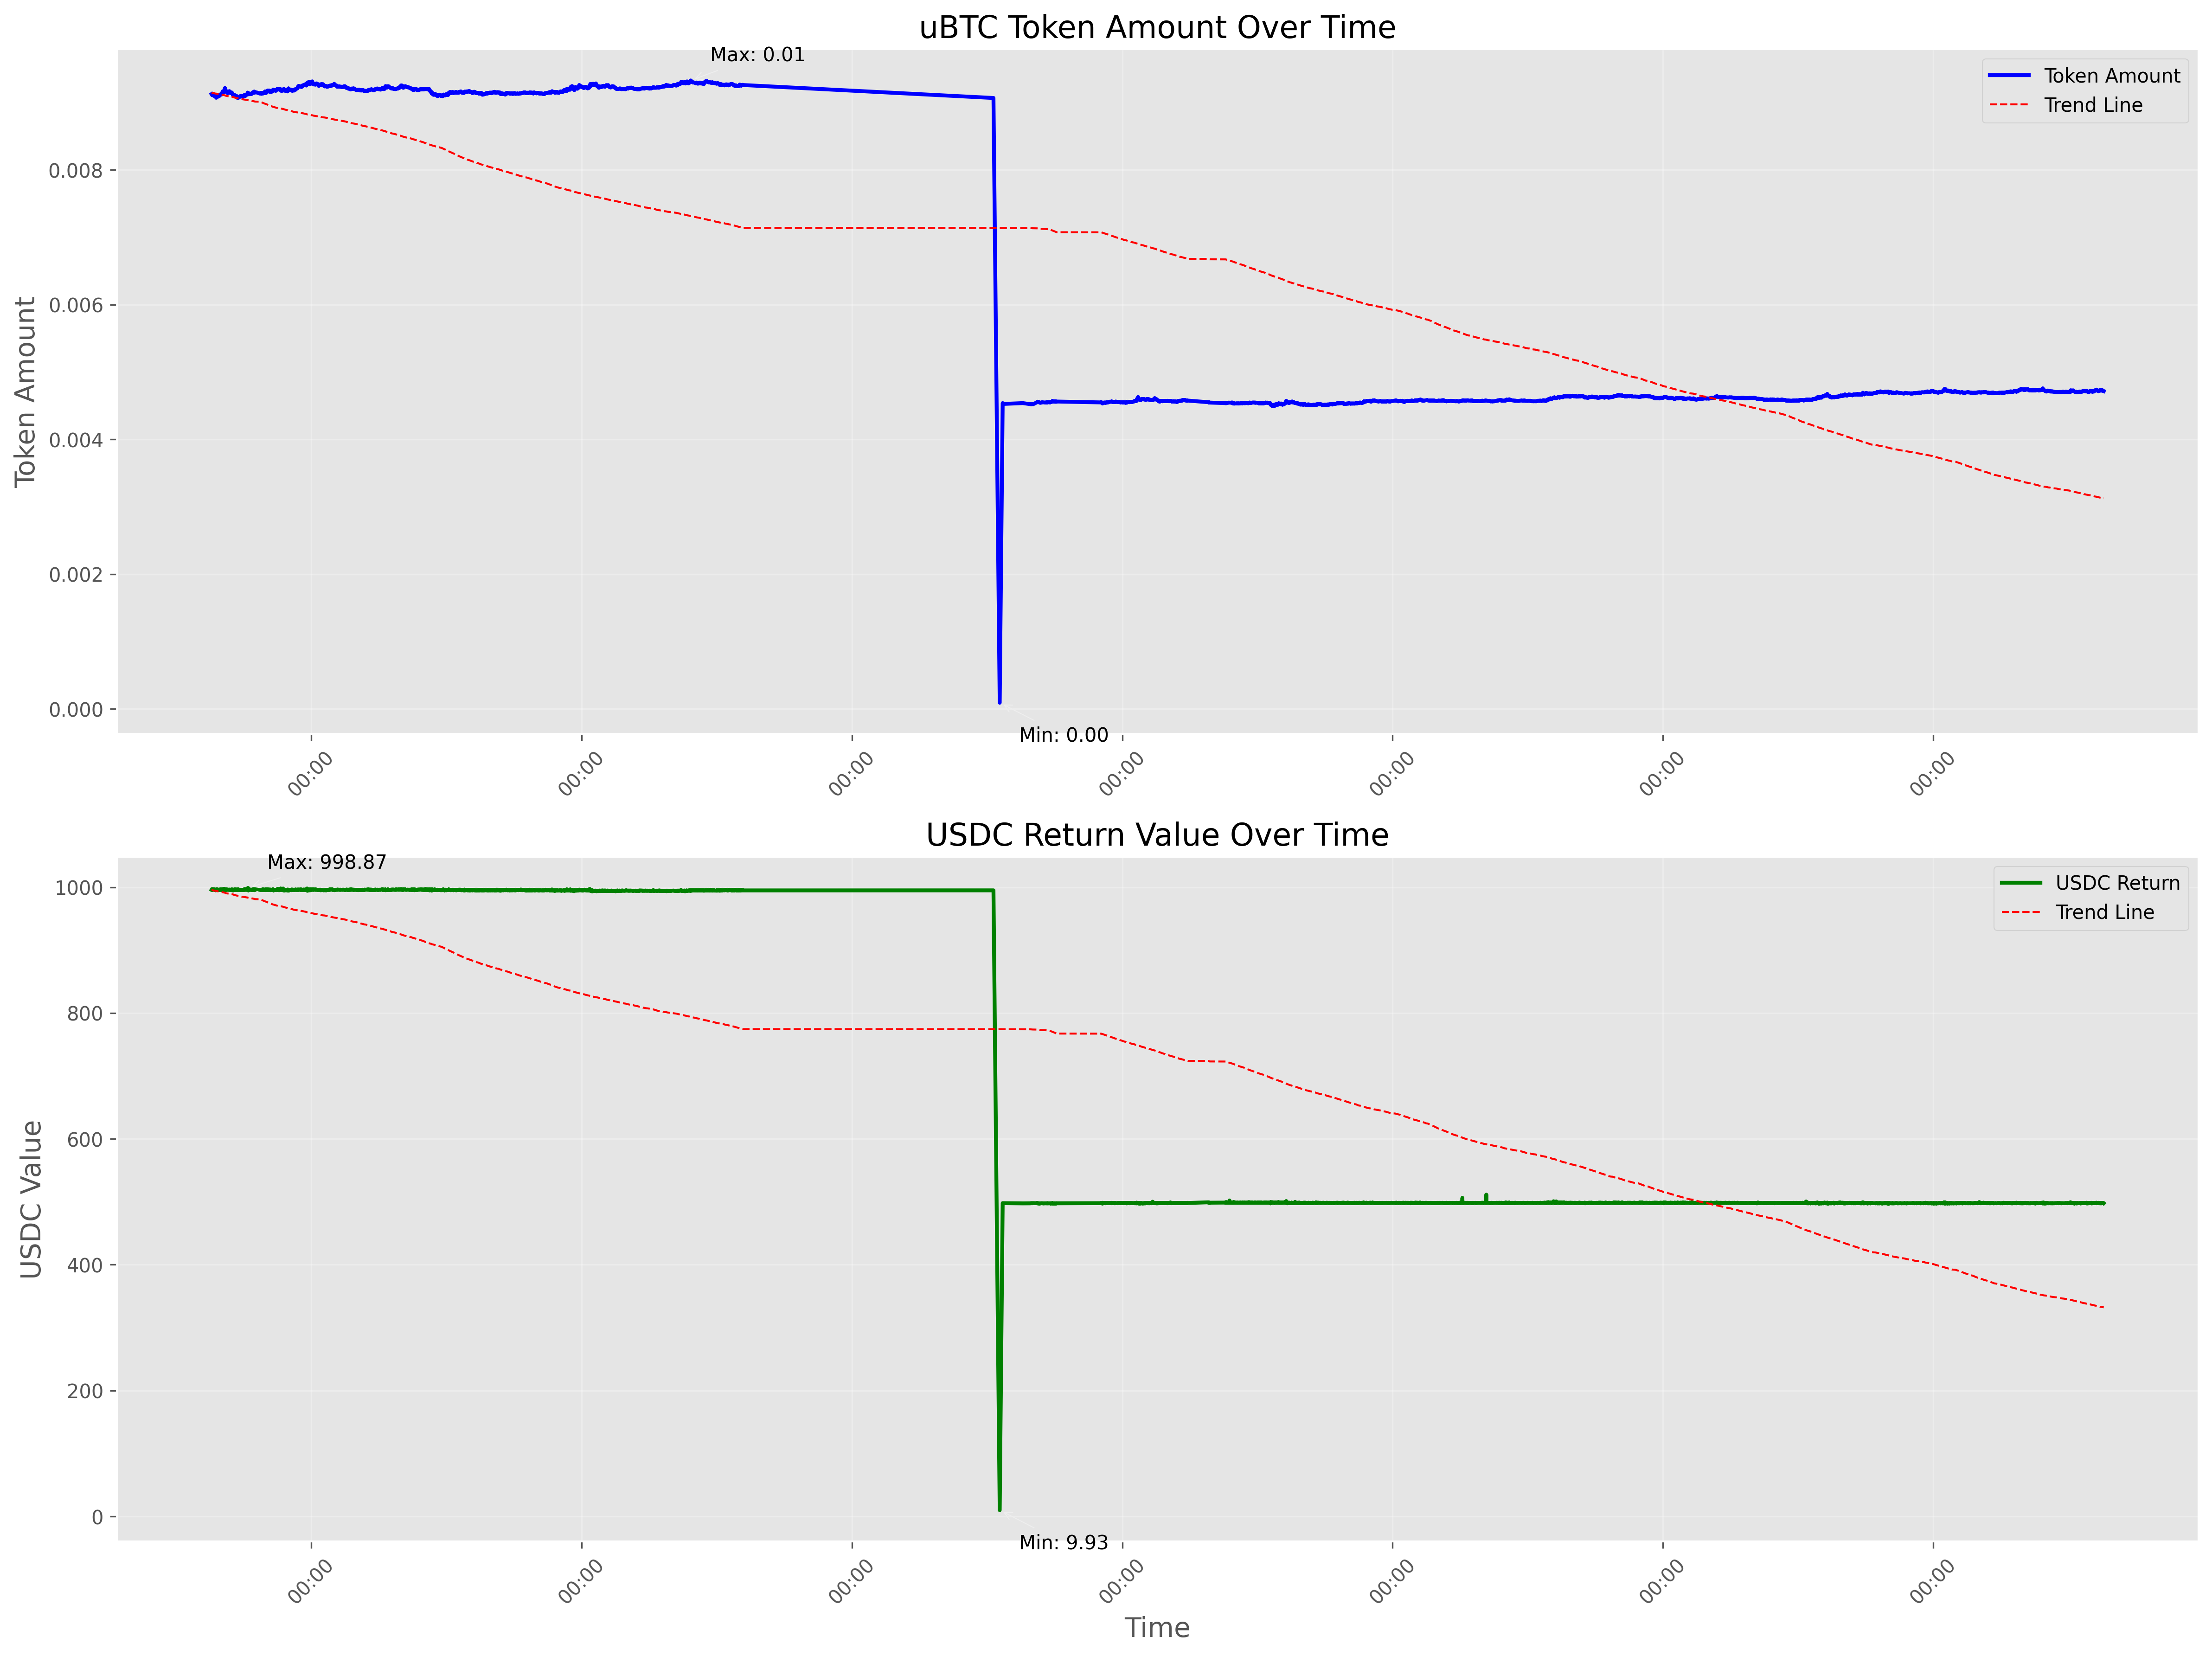 uBTC Token Amount Over Time
Max: 0.01
Token Amount
Trend Line
Token Amount
0.008
0.006
0.004
0.002
0.000
Min: 0.00
00:00
00:00
00:00
00:00
00:00
00:00
00:00
USDC Return Value Over Time
Max: 998.87
USDC Return
Trend Line
USDC Value
1000
800
600
400
200
0
Min: 9.93
00:00
00:00
00:00
00:00
00:00
00:00
00:00
Time